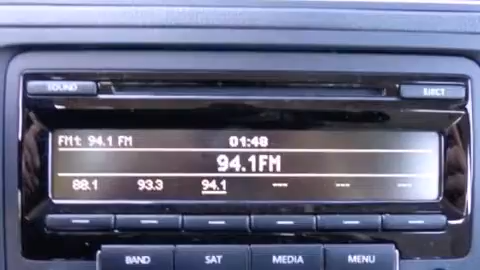 SOUND EJECT
FMt 94.1 FM 01:48
94.1FM
88.1 93.3 94.1 --- --- ---
BAND SAT MEDIA MENU